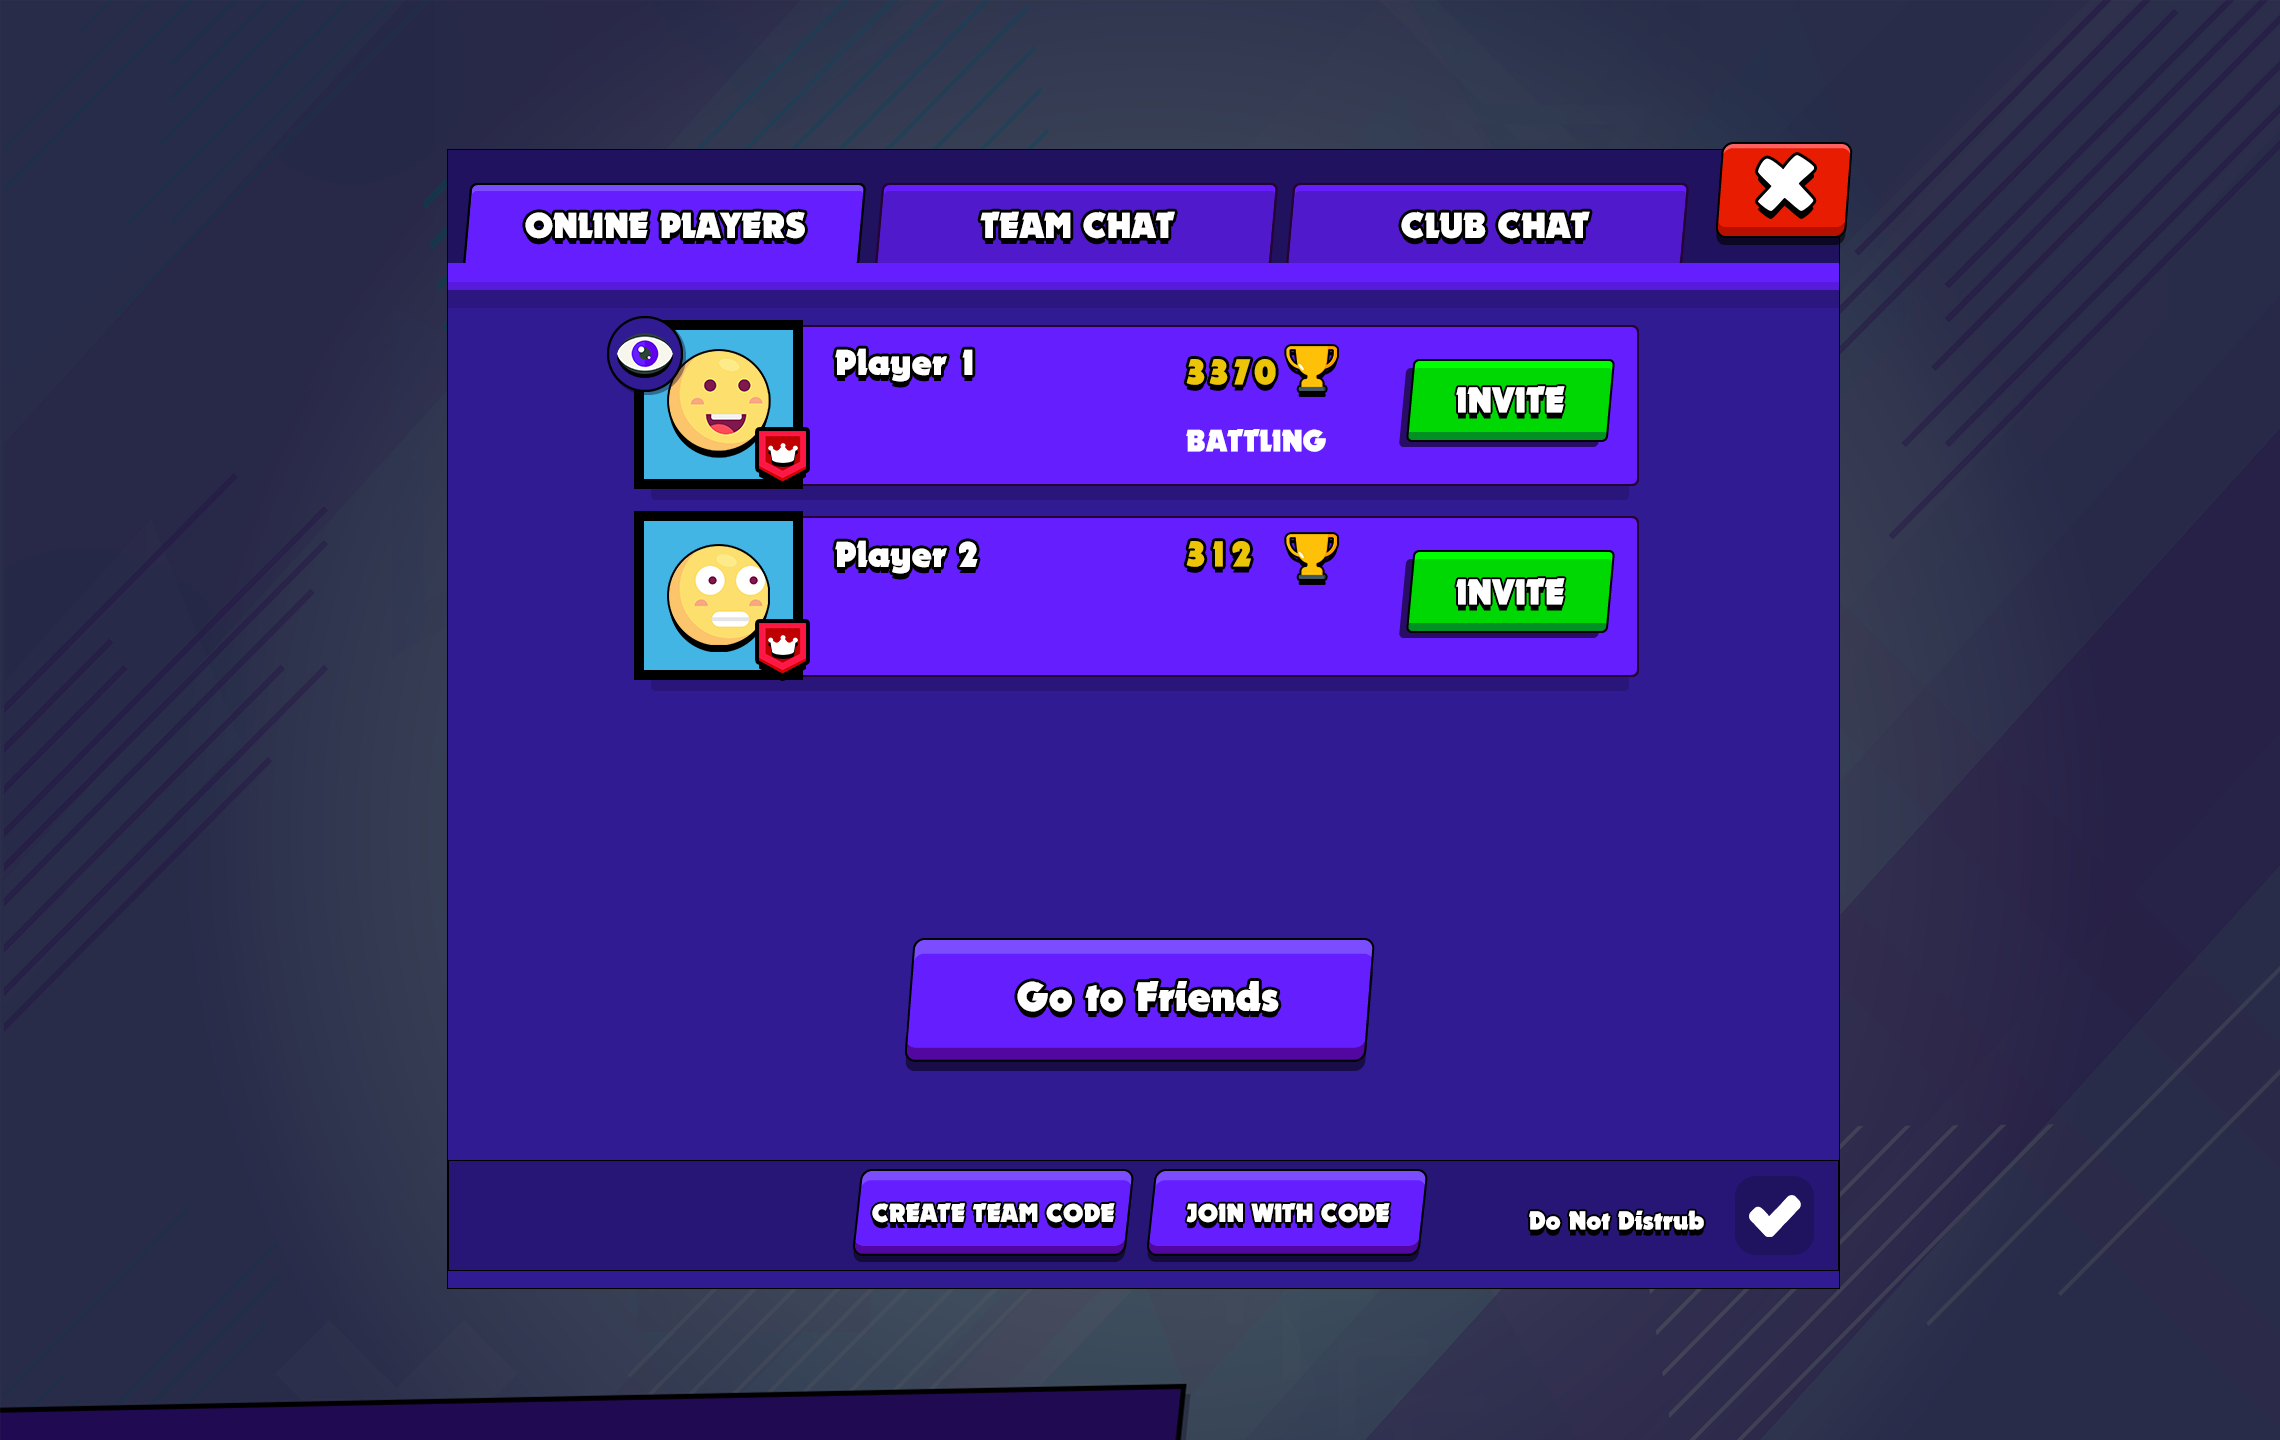 ONLINE PLAYERS
TEAM CHAT
CLUB CHAT
Player 1
3370
INVITE
BATTLING
Player 2
312
INVITE
Go to Friends
CREATE TEAM CODE
JOIN WITH CODE
Do Not Distrub